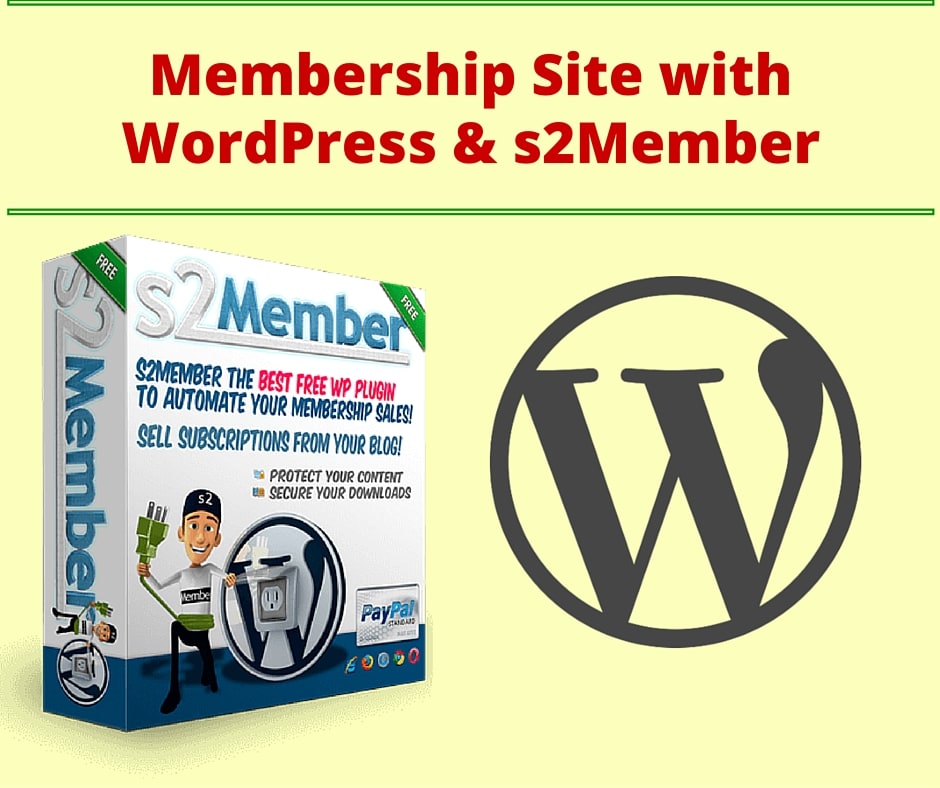 Membership Site with
WordPress & s2Member
FREE
s2Member
FREE
s2Member
S2MEMBER THE BEST FREE WP PLUGIN
TO AUTOMATE YOUR MEMBERSHIP SALES!
SELL SUBSCRIPTIONS FROM YOUR BLOG!
PROTECT YOUR CONTENT
SECURE YOUR DOWNLOADS
s2
Member
PayPal
STANDARD
W